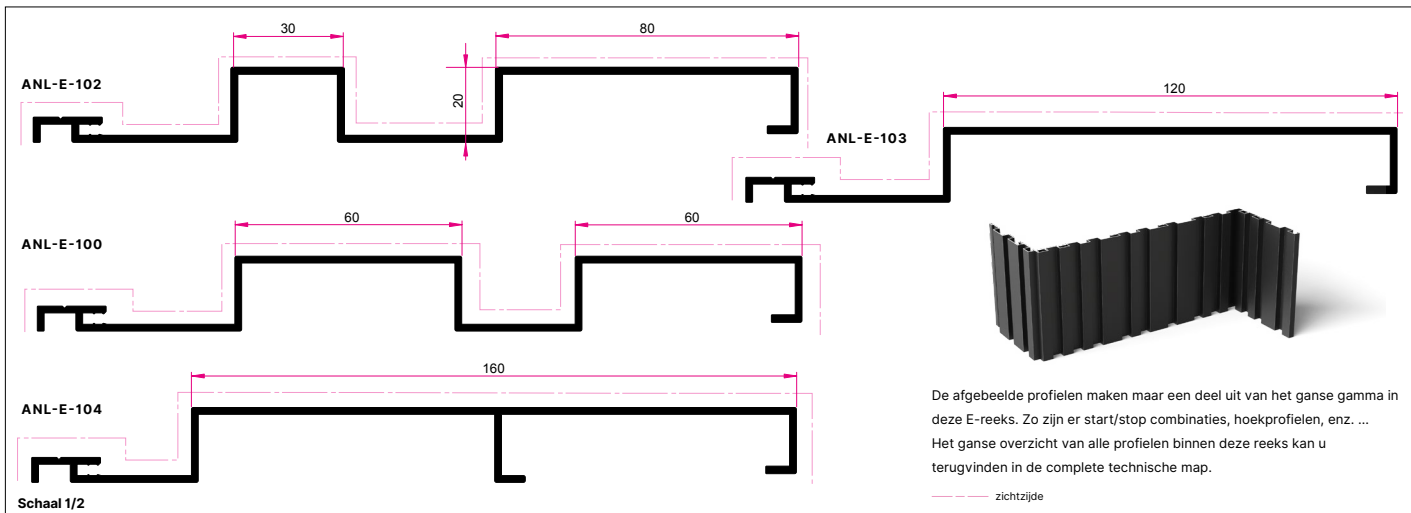 30
80
ANL-E-102
20
120
ANL-E-103
60
60
ANL-E-100
160
ANL-E-104
De afgebeelde profielen maken maar een deel uit van het ganse gamma in
deze E-reeks. Zo zijn er start/stop combinaties, hoekprofielen, enz. ...
Het ganse overzicht van alle profielen binnen deze reeks kan u
terugvinden in de complete technische map.
zichtzijde
Schaal 1/2